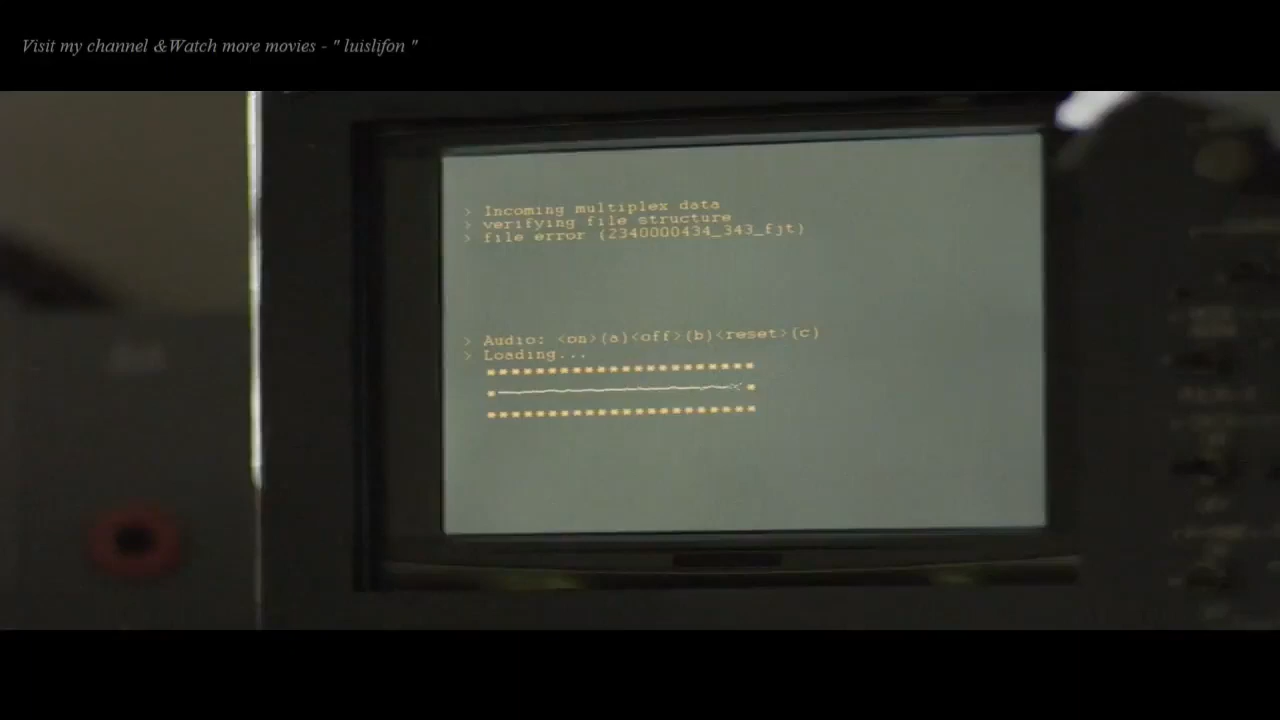 Visit my channel &Watch more movies - " luislifon "
> Incoming multiplex data
> verifying file structure
> file error (2340000434_343_fjt)
> Audio: <on>(a)<off>(b)<reset>(c)
> Loading...